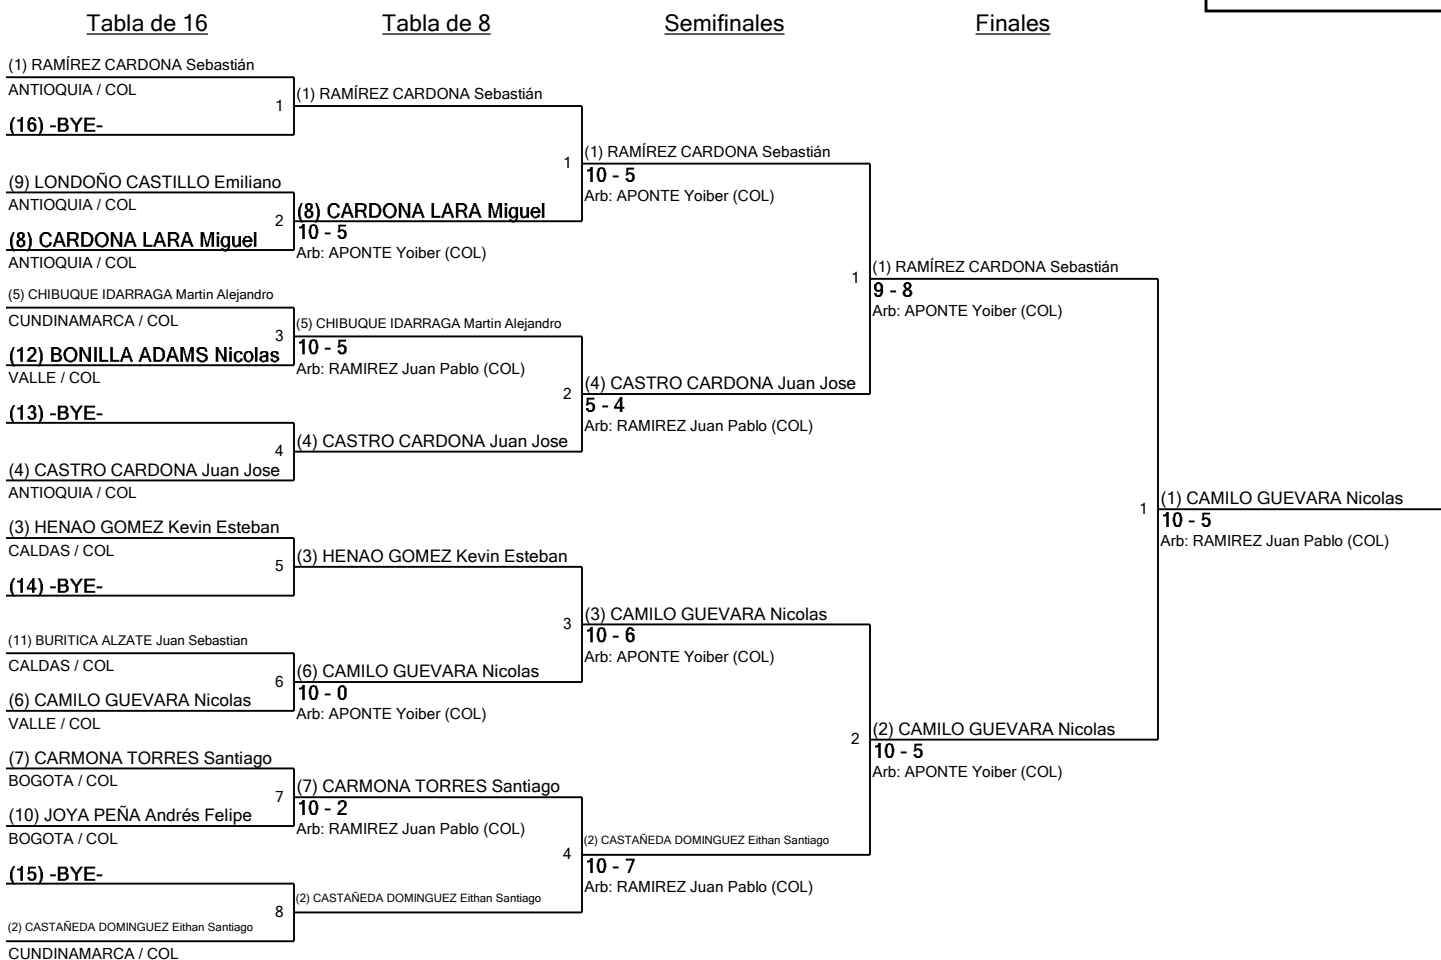 Tabla de 16
Tabla de 8
Semifinales
Finales
(1) RAMÍREZ CARDONA Sebastián
ANTIOQUIA / COL
1
(16) -BYE-
(9) LONDOÑO CASTILLO Emiliano
ANTIOQUIA / COL
2
(8) CARDONA LARA Miguel
ANTIOQUIA / COL
(5) CHIBUQUE IDARRAGA Martin Alejandro
CUNDINAMARCA / COL
3
(12) BONILLA ADAMS Nicolas
VALLE / COL
(13) -BYE-
4
(4) CASTRO CARDONA Juan Jose
ANTIOQUIA / COL
(3) HENAO GOMEZ Kevin Esteban
CALDAS / COL
5
(14) -BYE-
(11) BURITICA ALZATE Juan Sebastian
CALDAS / COL
6
(6) CAMILO GUEVARA Nicolas
VALLE / COL
(7) CARMONA TORRES Santiago
BOGOTA / COL
7
(10) JOYA PEÑA Andrés Felipe
BOGOTA / COL
(15) -BYE-
8
(2) CASTAÑEDA DOMINGUEZ Eithan Santiago
CUNDINAMARCA / COL
(1) RAMÍREZ CARDONA Sebastián
1
(8) CARDONA LARA Miguel
10 - 5
Arb: APONTE Yoiber (COL)
(5) CHIBUQUE IDARRAGA Martin Alejandro
10 - 5
Arb: RAMIREZ Juan Pablo (COL)
2
(4) CASTRO CARDONA Juan Jose
(3) HENAO GOMEZ Kevin Esteban
3
(6) CAMILO GUEVARA Nicolas
10 - 0
Arb: APONTE Yoiber (COL)
(7) CARMONA TORRES Santiago
10 - 2
Arb: RAMIREZ Juan Pablo (COL)
4
(2) CASTAÑEDA DOMINGUEZ Eithan Santiago
(1) RAMÍREZ CARDONA Sebastián
10 - 5
Arb: APONTE Yoiber (COL)
1
(4) CASTRO CARDONA Juan Jose
5 - 4
Arb: RAMIREZ Juan Pablo (COL)
(3) CAMILO GUEVARA Nicolas
10 - 6
Arb: APONTE Yoiber (COL)
2
(2) CASTAÑEDA DOMINGUEZ Eithan Santiago
10 - 7
Arb: RAMIREZ Juan Pablo (COL)
(1) RAMÍREZ CARDONA Sebastián
9 - 8
Arb: APONTE Yoiber (COL)
1
(2) CAMILO GUEVARA Nicolas
10 - 5
Arb: APONTE Yoiber (COL)
(1) CAMILO GUEVARA Nicolas
10 - 5
Arb: RAMIREZ Juan Pablo (COL)